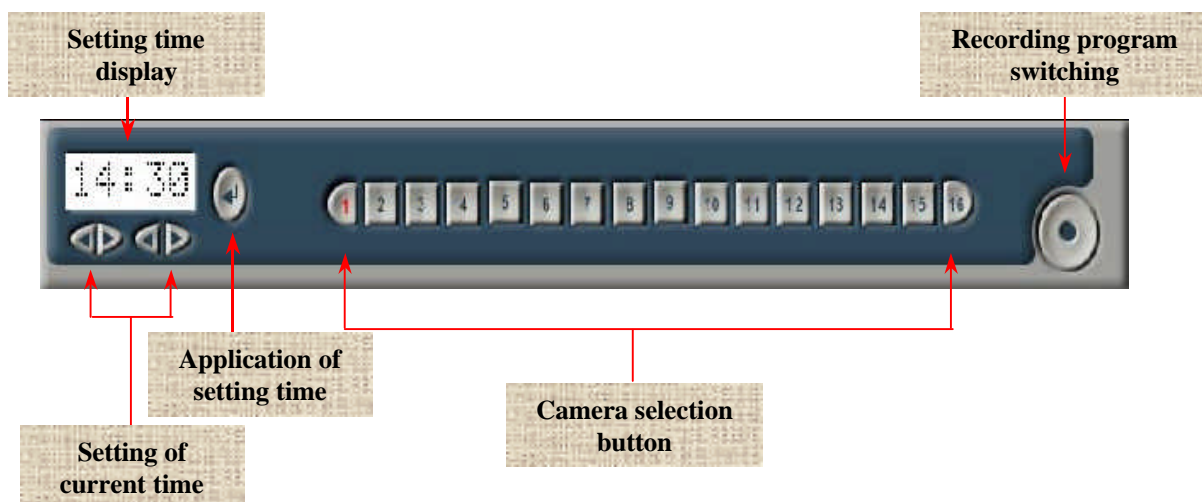 Setting time
display
Recording program
switching
14:30
1 2 3 4 5 6 7 8 9 10 11 12 13 14 15 16
Application of
setting time
Camera selection
button
Setting of
current time